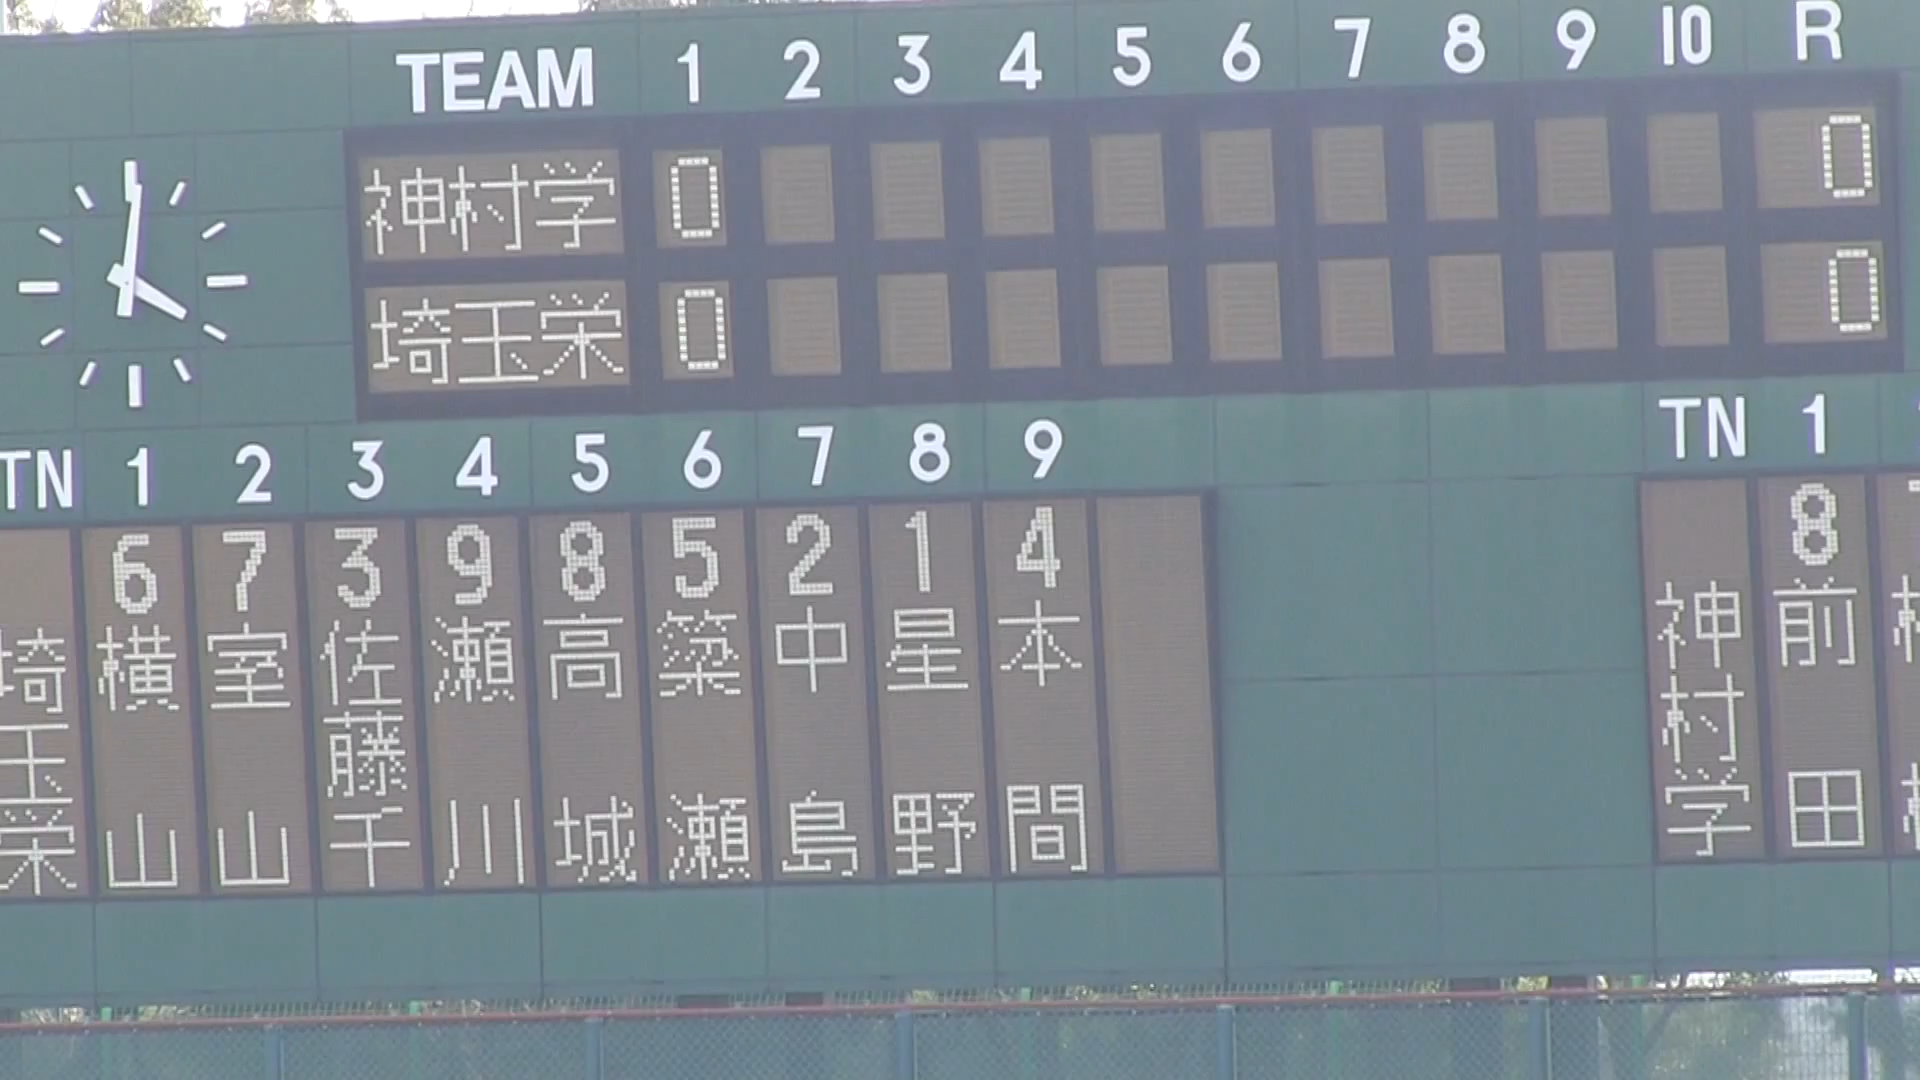 TEAM 1 2 3 4 5 6 7 8 9 10 R
神村学 0 0
埼玉栄 0 0
TN 1 2 3 4 5 6 7 8 9
埼玉栄
6 横山
7 室山
3 佐藤千
9 瀬川
8 高城
5 簗瀬
2 中島
1 星野
4 本間
TN 1
神村学
8 前田